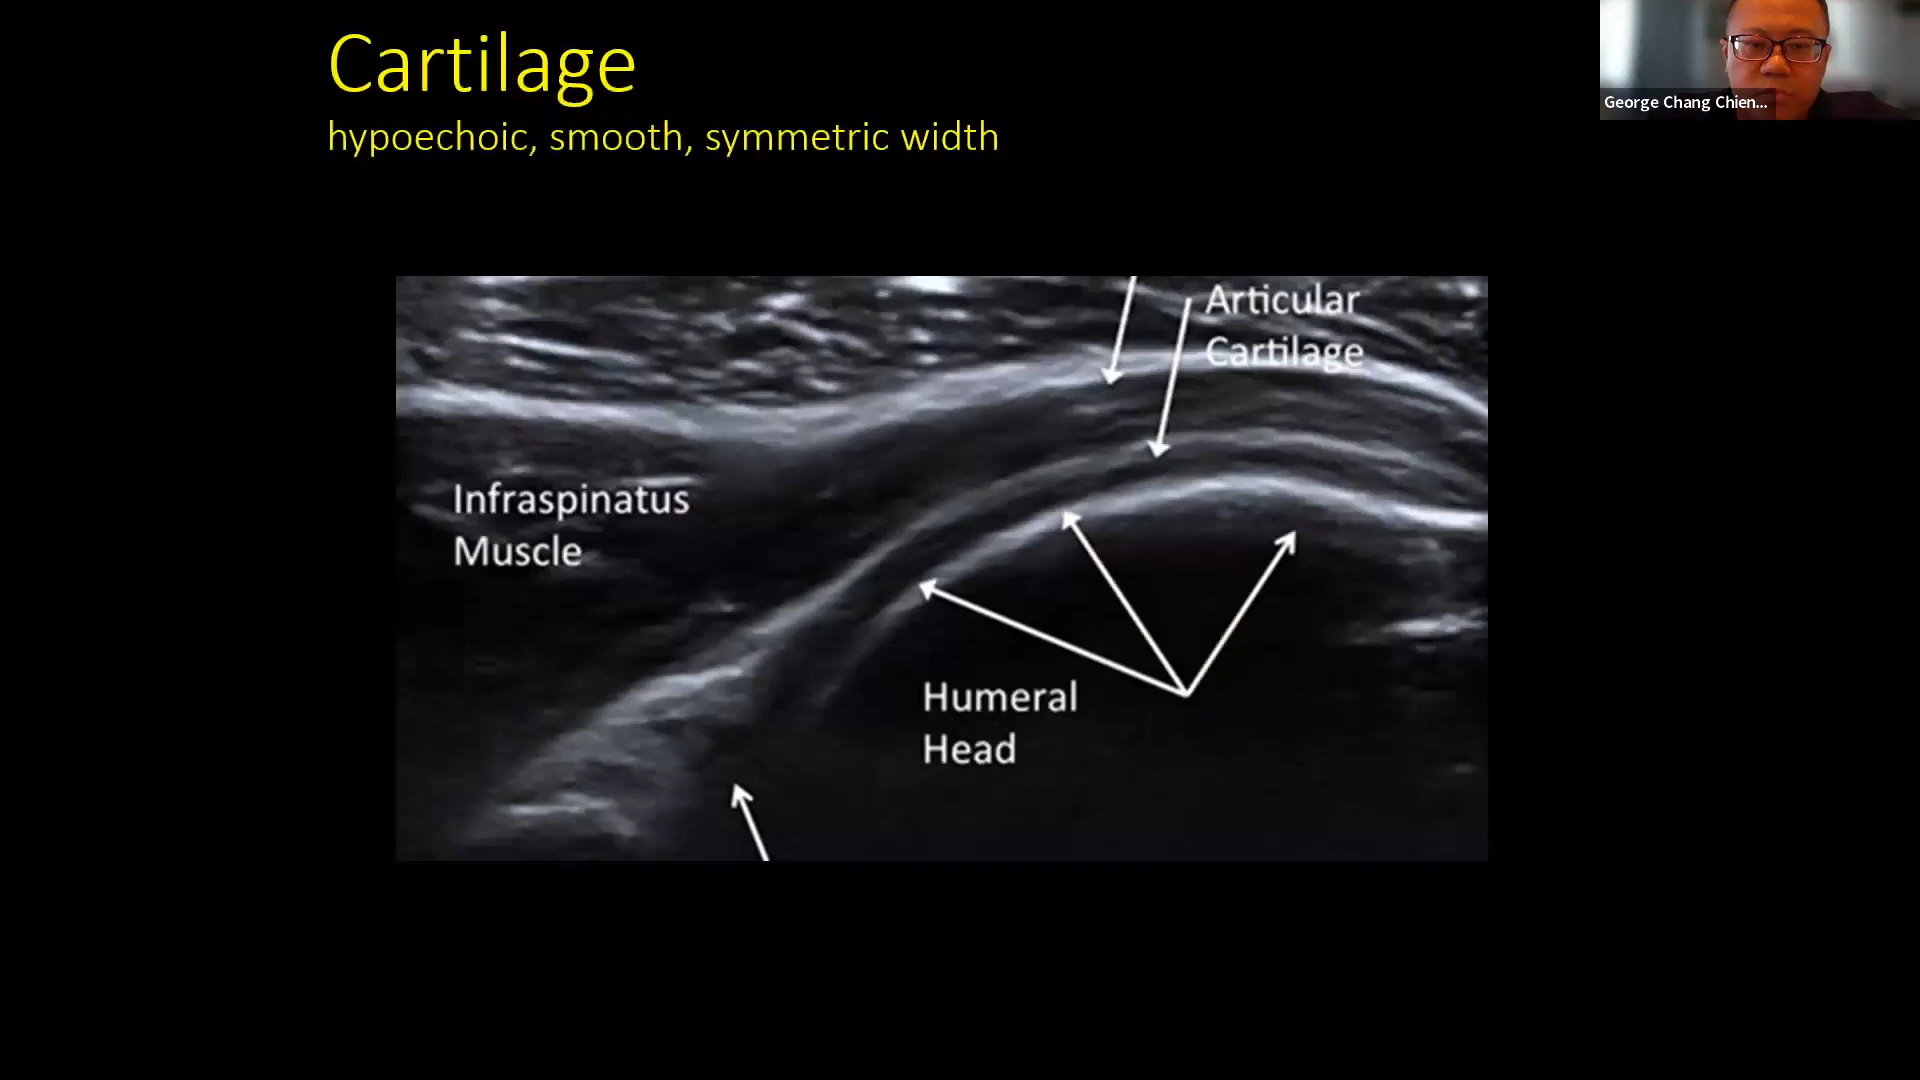 Cartilage
hypoechoic, smooth, symmetric width
George Chang Chien...
Articular
Cartilage
Infraspinatus
Muscle
Humeral
Head